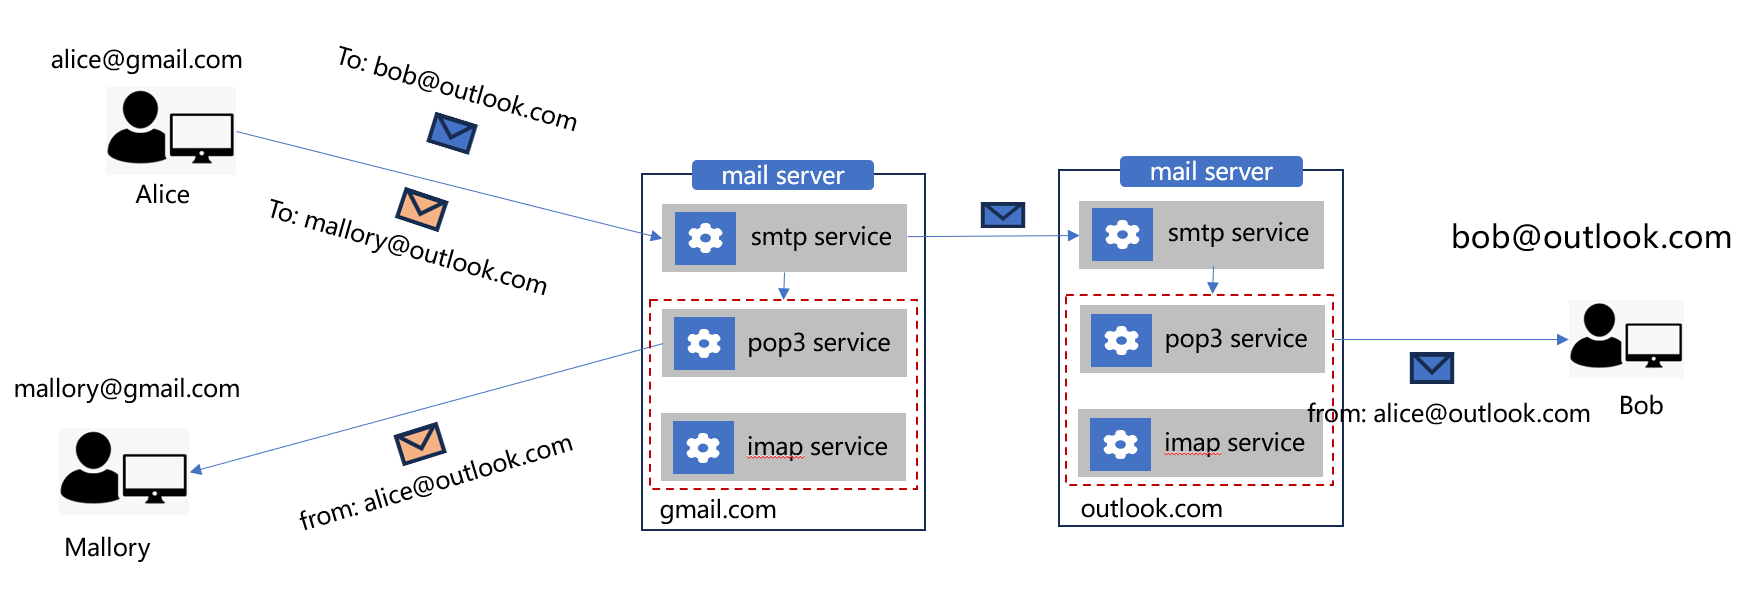 alice@gmail.com
Alice
To: bob@outlook.com
To: mallory@outlook.com
mail server
smtp service
pop3 service
imap service
gmail.com
mail server
smtp service
pop3 service
imap service
outlook.com
bob@outlook.com
Bob
from: alice@outlook.com
mallory@gmail.com
Mallory
from: alice@outlook.com